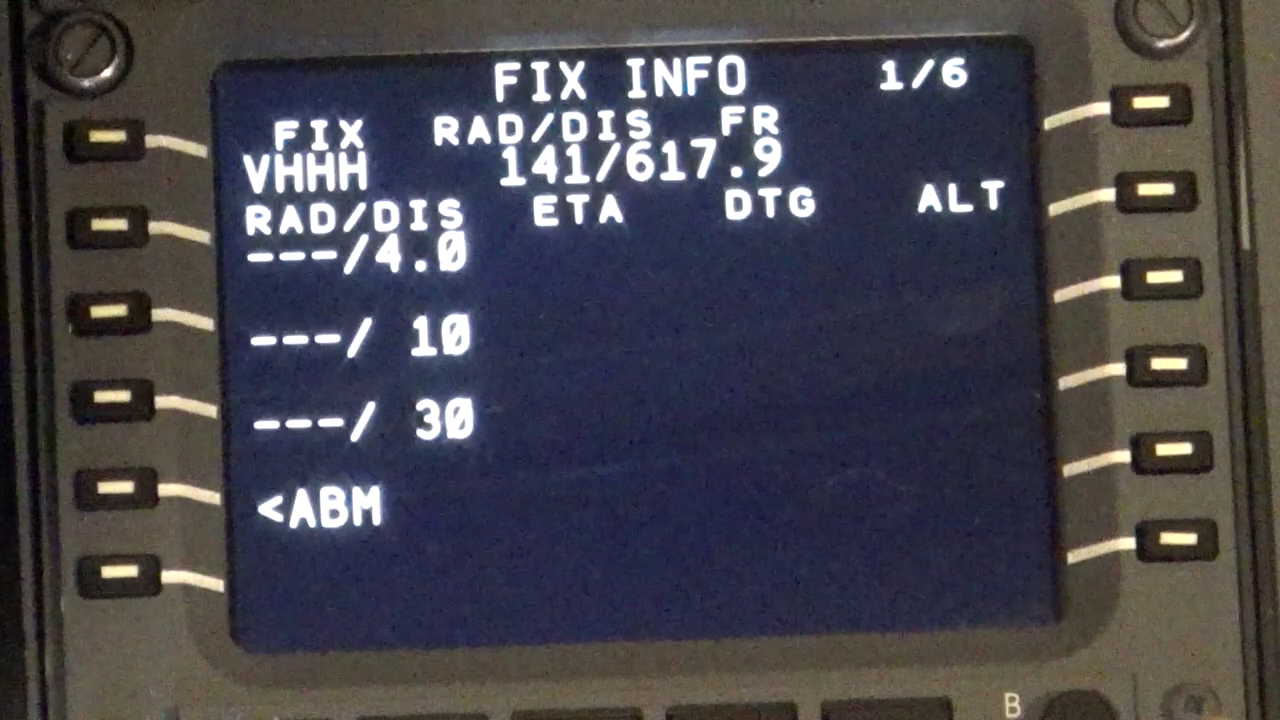 FIX INFO 1/6
FIX RAD/DIS FR
VHHH 141/617.9
RAD/DIS ETA DTG ALT
---/4.0
---/ 10
---/ 30
<ABM
B